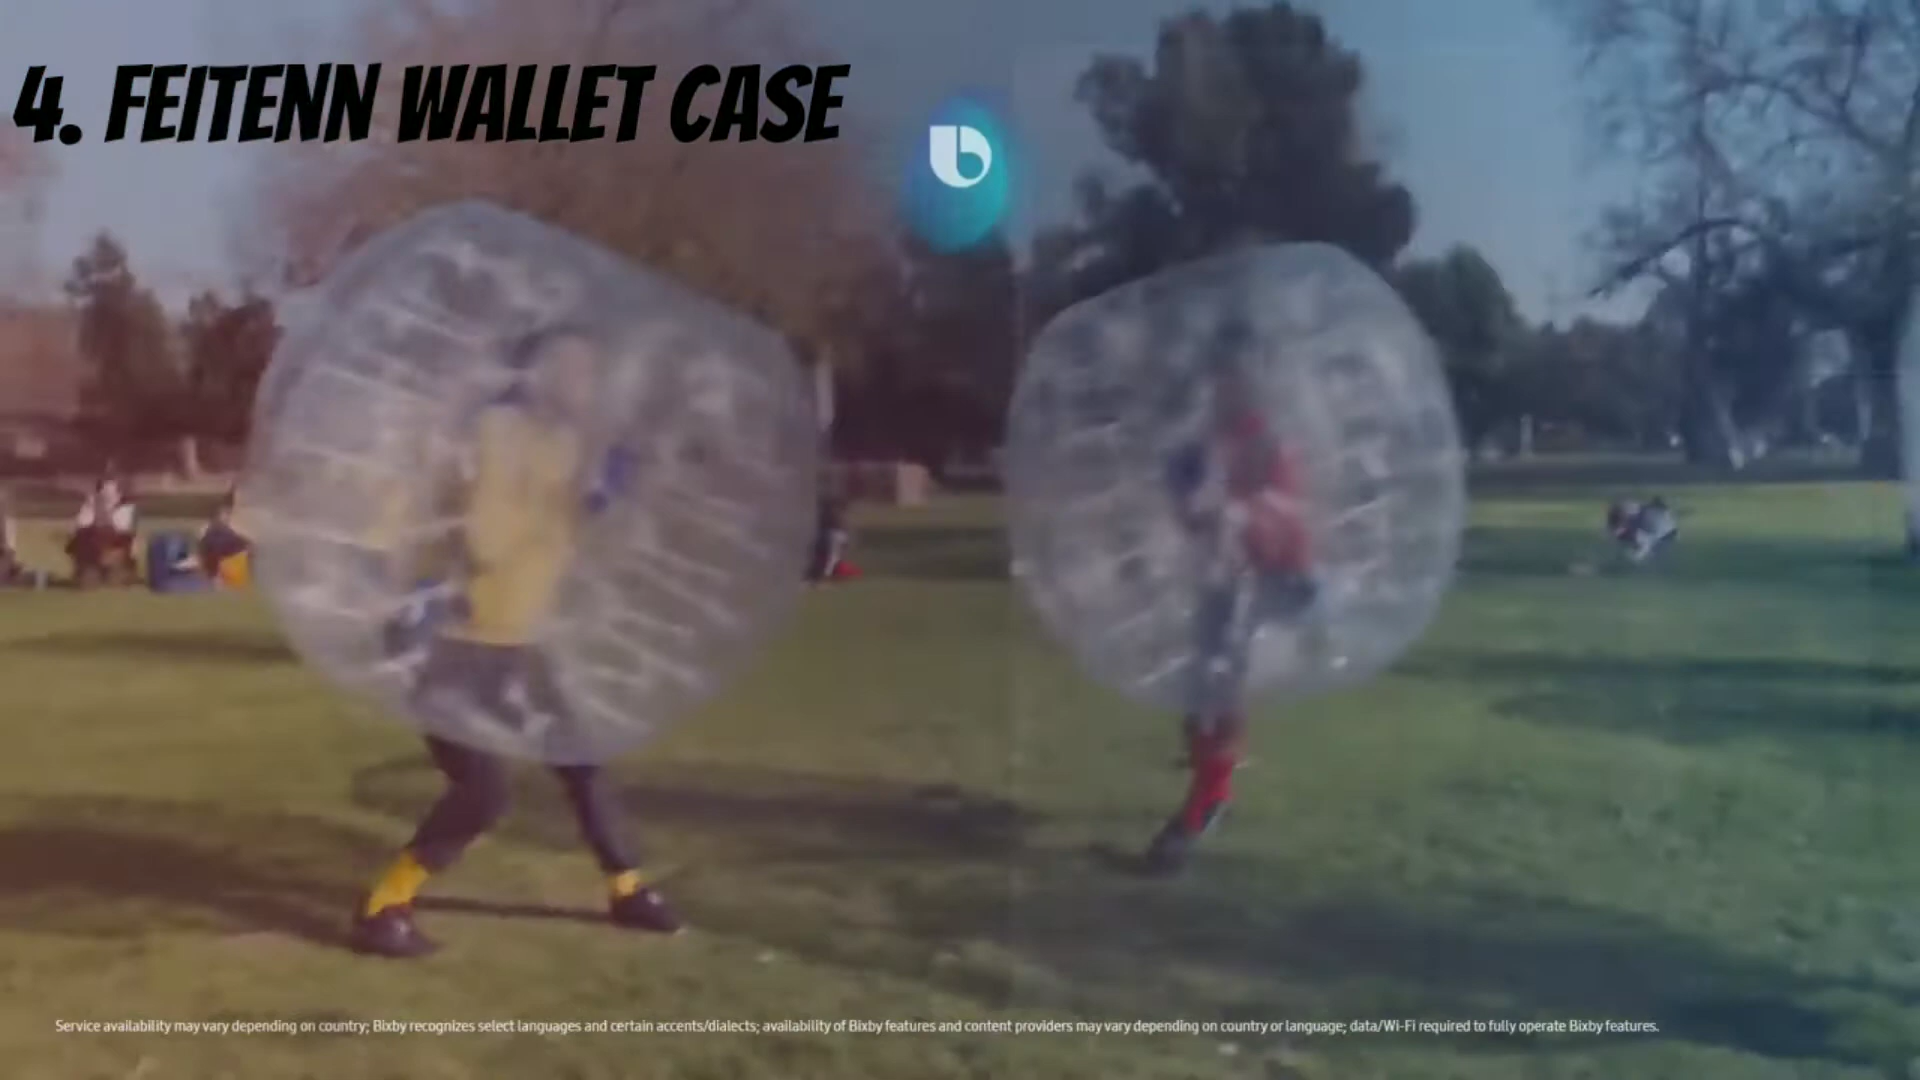 4. FEITENN WALLET CASE
Service availability may vary depending on country; Bixby recognizes select languages and certain accents/dialects; availability of Bixby features and content providers may vary depending on country or language; data/Wi-Fi required to fully operate Bixby features.